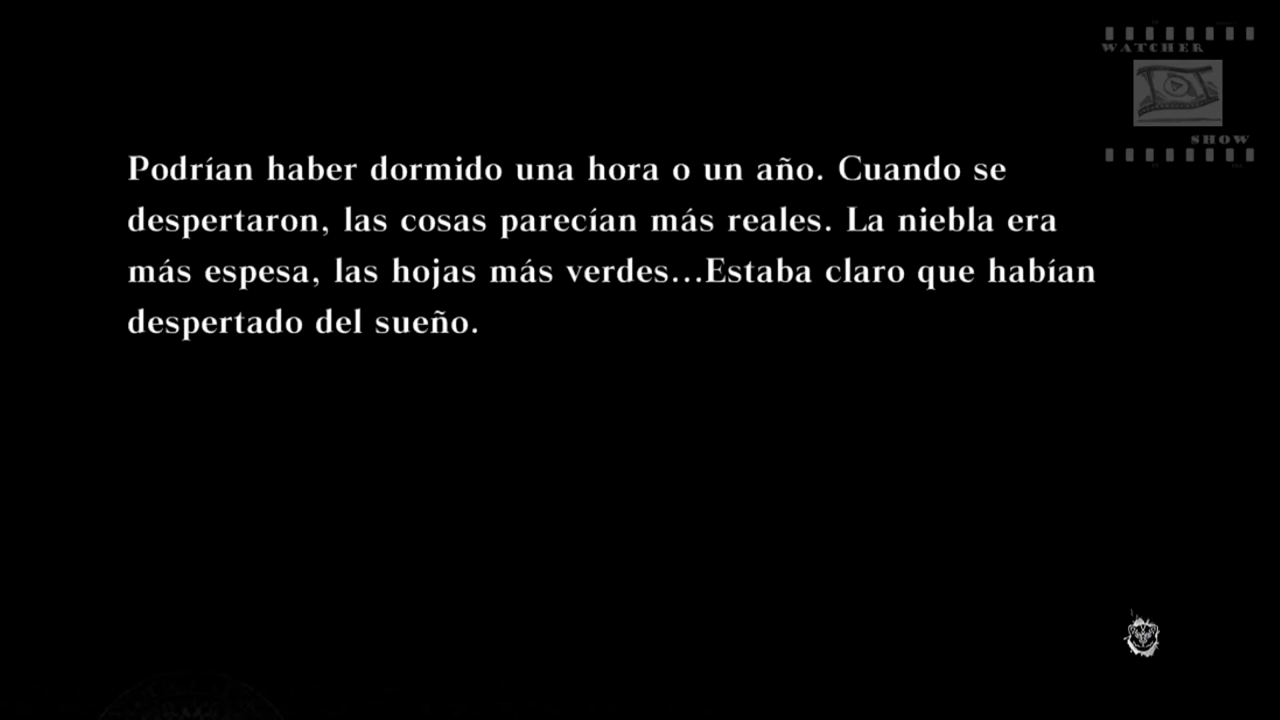 WATCHER
SHOW
Podrían haber dormido una hora o un año. Cuando se
despertaron, las cosas parecían más reales. La niebla era
más espesa, las hojas más verdes...Estaba claro que habían
despertado del sueño.